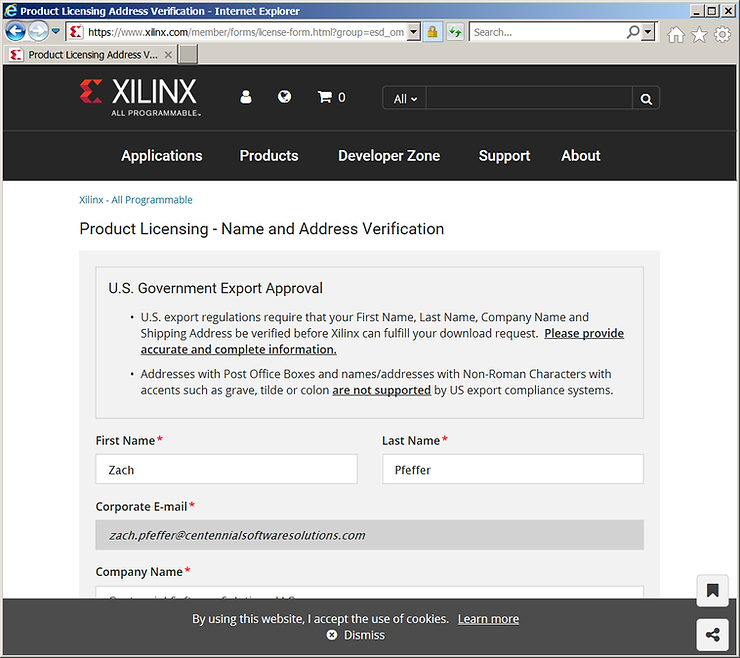 Product Licensing Address Verification - Internet Explorer
https://www.xilinx.com/member/forms/license-form.html?group=esd_om
Search...
Product Licensing Address V...
XILINX
ALL PROGRAMMABLE™
0
All
Applications Products Developer Zone Support About
Xilinx - All Programmable
Product Licensing - Name and Address Verification
U.S. Government Export Approval
• U.S. export regulations require that your First Name, Last Name, Company Name and
Shipping Address be verified before Xilinx can fulfill your download request. Please provide
accurate and complete information.
• Addresses with Post Office Boxes and names/addresses with Non-Roman Characters with
accents such as grave, tilde or colon are not supported by US export compliance systems.
First Name*
Last Name*
Zach
Pfeffer
Corporate E-mail*
zach.pfeffer@centennialsoftwaresolutions.com
Company Name*
By using this website, I accept the use of cookies. Learn more
Dismiss